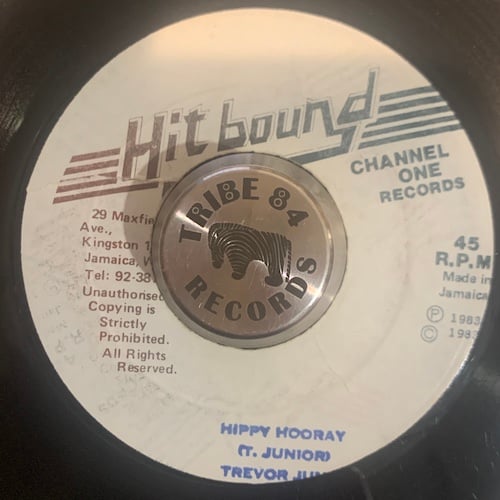 Hit bound
CHANNEL
ONE
RECORDS
29 Maxfie
Ave.,
Kingston 1
Jamaica, W
Tel: 92-38
Unauthorised
Copying is
Strictly
Prohibited.
All Rights
Reserved.
TRIBE 84
RECORDS
45
R.P.M
Made in
Jamaica
Ⓟ 1983
© 1983
HIPPY HOORAY
(T. JUNIOR)
TREVOR JUN